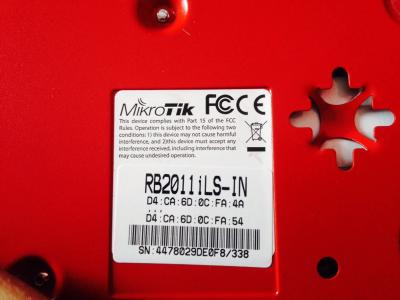 MikroTik FC CE
This device complies with Part 15 of the FCC
Rules. Operation is subject to the following two
conditions: 1)this device may not cause harmful
interference, and 2)this device must accept any
interference received, including interference
that may cause undesired operation.
RB2011iLS-IN
D4:CA:6D:0C:FA:4A
...
D4:CA:6D:0C:FA:54
SN:4478029DE0F8/338